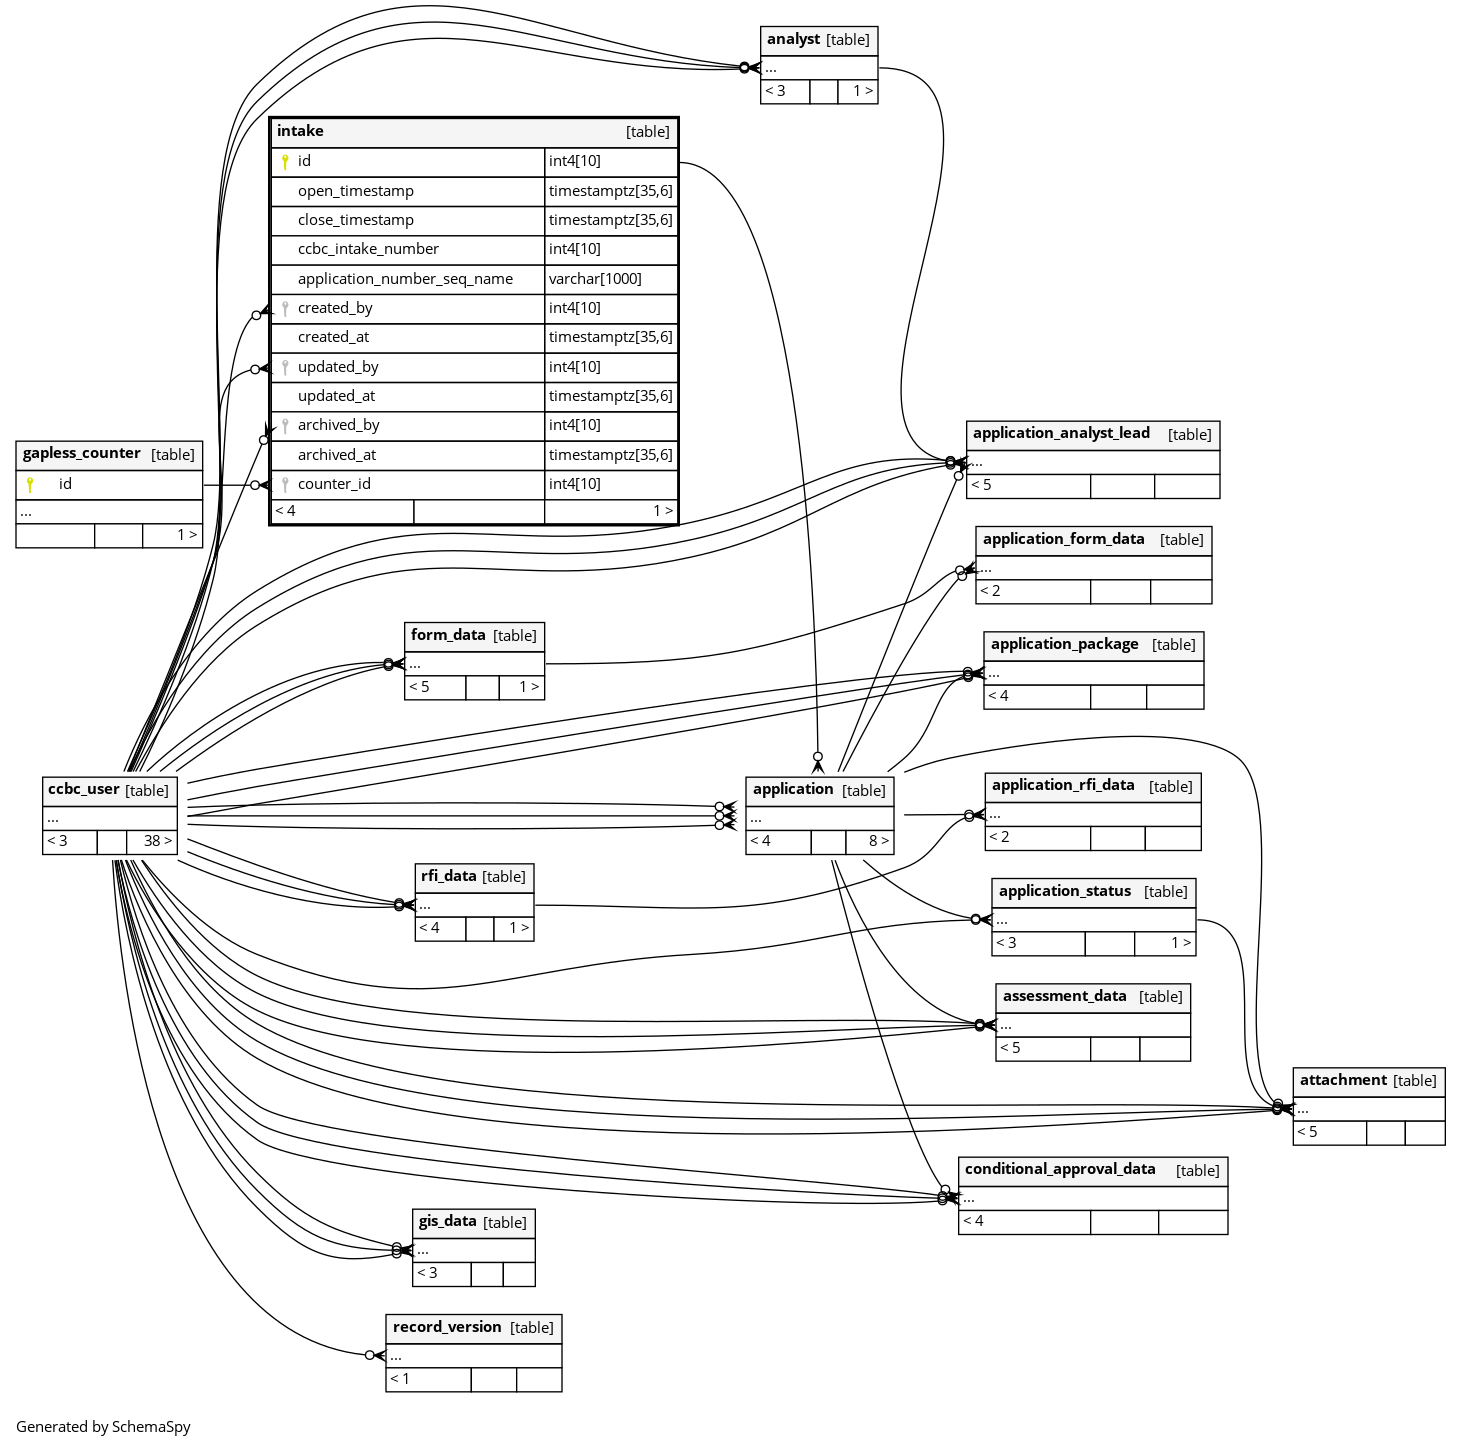 analyst [table]
...
< 3 1 >
intake [table]
id int4[10]
open_timestamp timestamptz[35,6]
close_timestamp timestamptz[35,6]
ccbc_intake_number int4[10]
application_number_seq_name varchar[1000]
created_by int4[10]
created_at timestamptz[35,6]
updated_by int4[10]
updated_at timestamptz[35,6]
archived_by int4[10]
archived_at timestamptz[35,6]
counter_id int4[10]
< 4 1 >
gapless_counter [table]
id
...
1 >
application_analyst_lead [table]
...
< 5
application_form_data [table]
...
< 2
form_data [table]
...
< 5 1 >
application_package [table]
...
< 4
ccbc_user [table]
...
< 3 38 >
application [table]
...
< 4 8 >
application_rfi_data [table]
...
< 2
rfi_data [table]
...
< 4 1 >
application_status [table]
...
< 3 1 >
assessment_data [table]
...
< 5
attachment [table]
...
< 5
conditional_approval_data [table]
...
< 4
gis_data [table]
...
< 3
record_version [table]
...
< 1
Generated by SchemaSpy